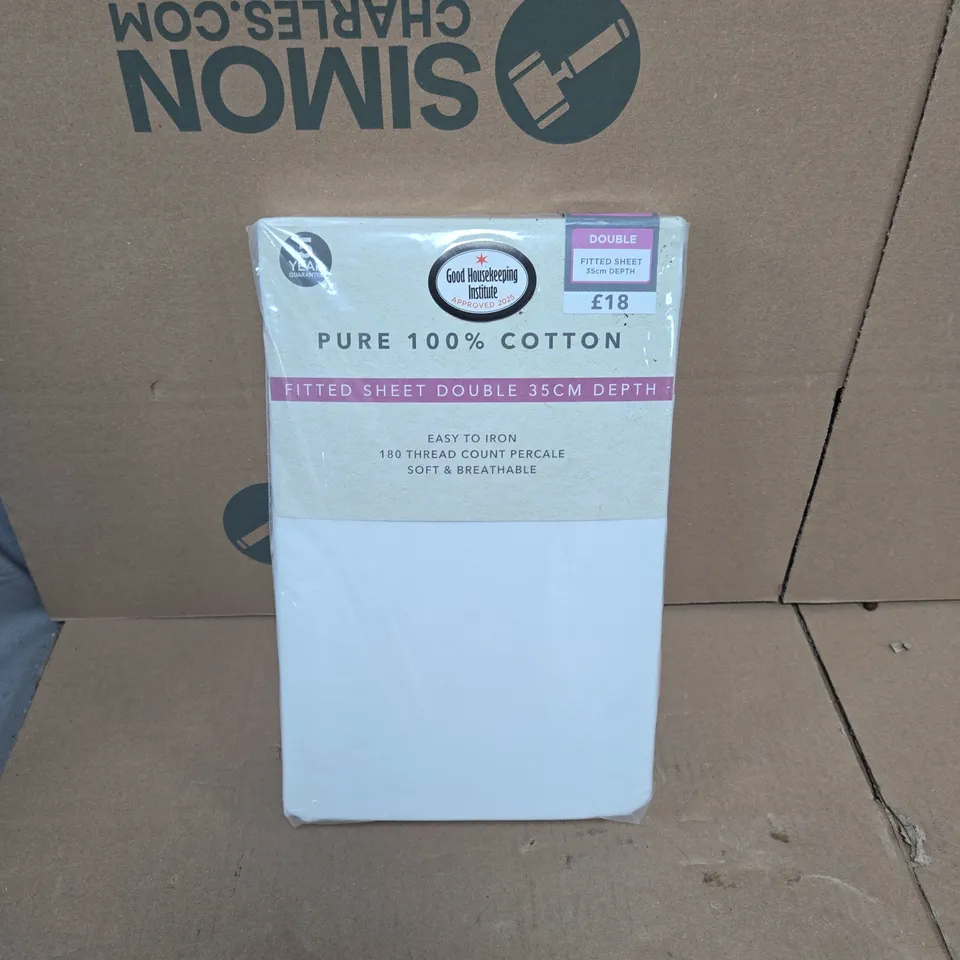 SIMON
CHARLES.COM
5
YEAR
GUARANTEE
Good Housekeeping
Institute
APPROVED 2025
DOUBLE
FITTED SHEET
35cm DEPTH
£18
PURE 100% COTTON
FITTED SHEET DOUBLE 35CM DEPTH
EASY TO IRON
180 THREAD COUNT PERCALE
SOFT & BREATHABLE